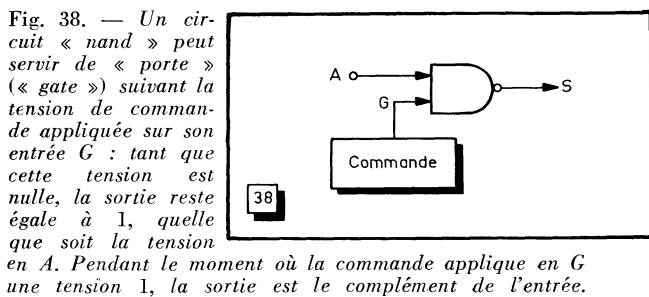 Fig. 38. — Un cir-
cuit « nand » peut
servir de « porte »
(« gate ») suivant la
tension de comman-
de appliquée sur son
entrée G : tant que
cette tension est
nulle, la sortie reste
égale à 1, quelle
que soit la tension
en A. Pendant le moment où la commande applique en G
une tension 1, la sortie est le complément de l'entrée.
A
S
G
Commande
38